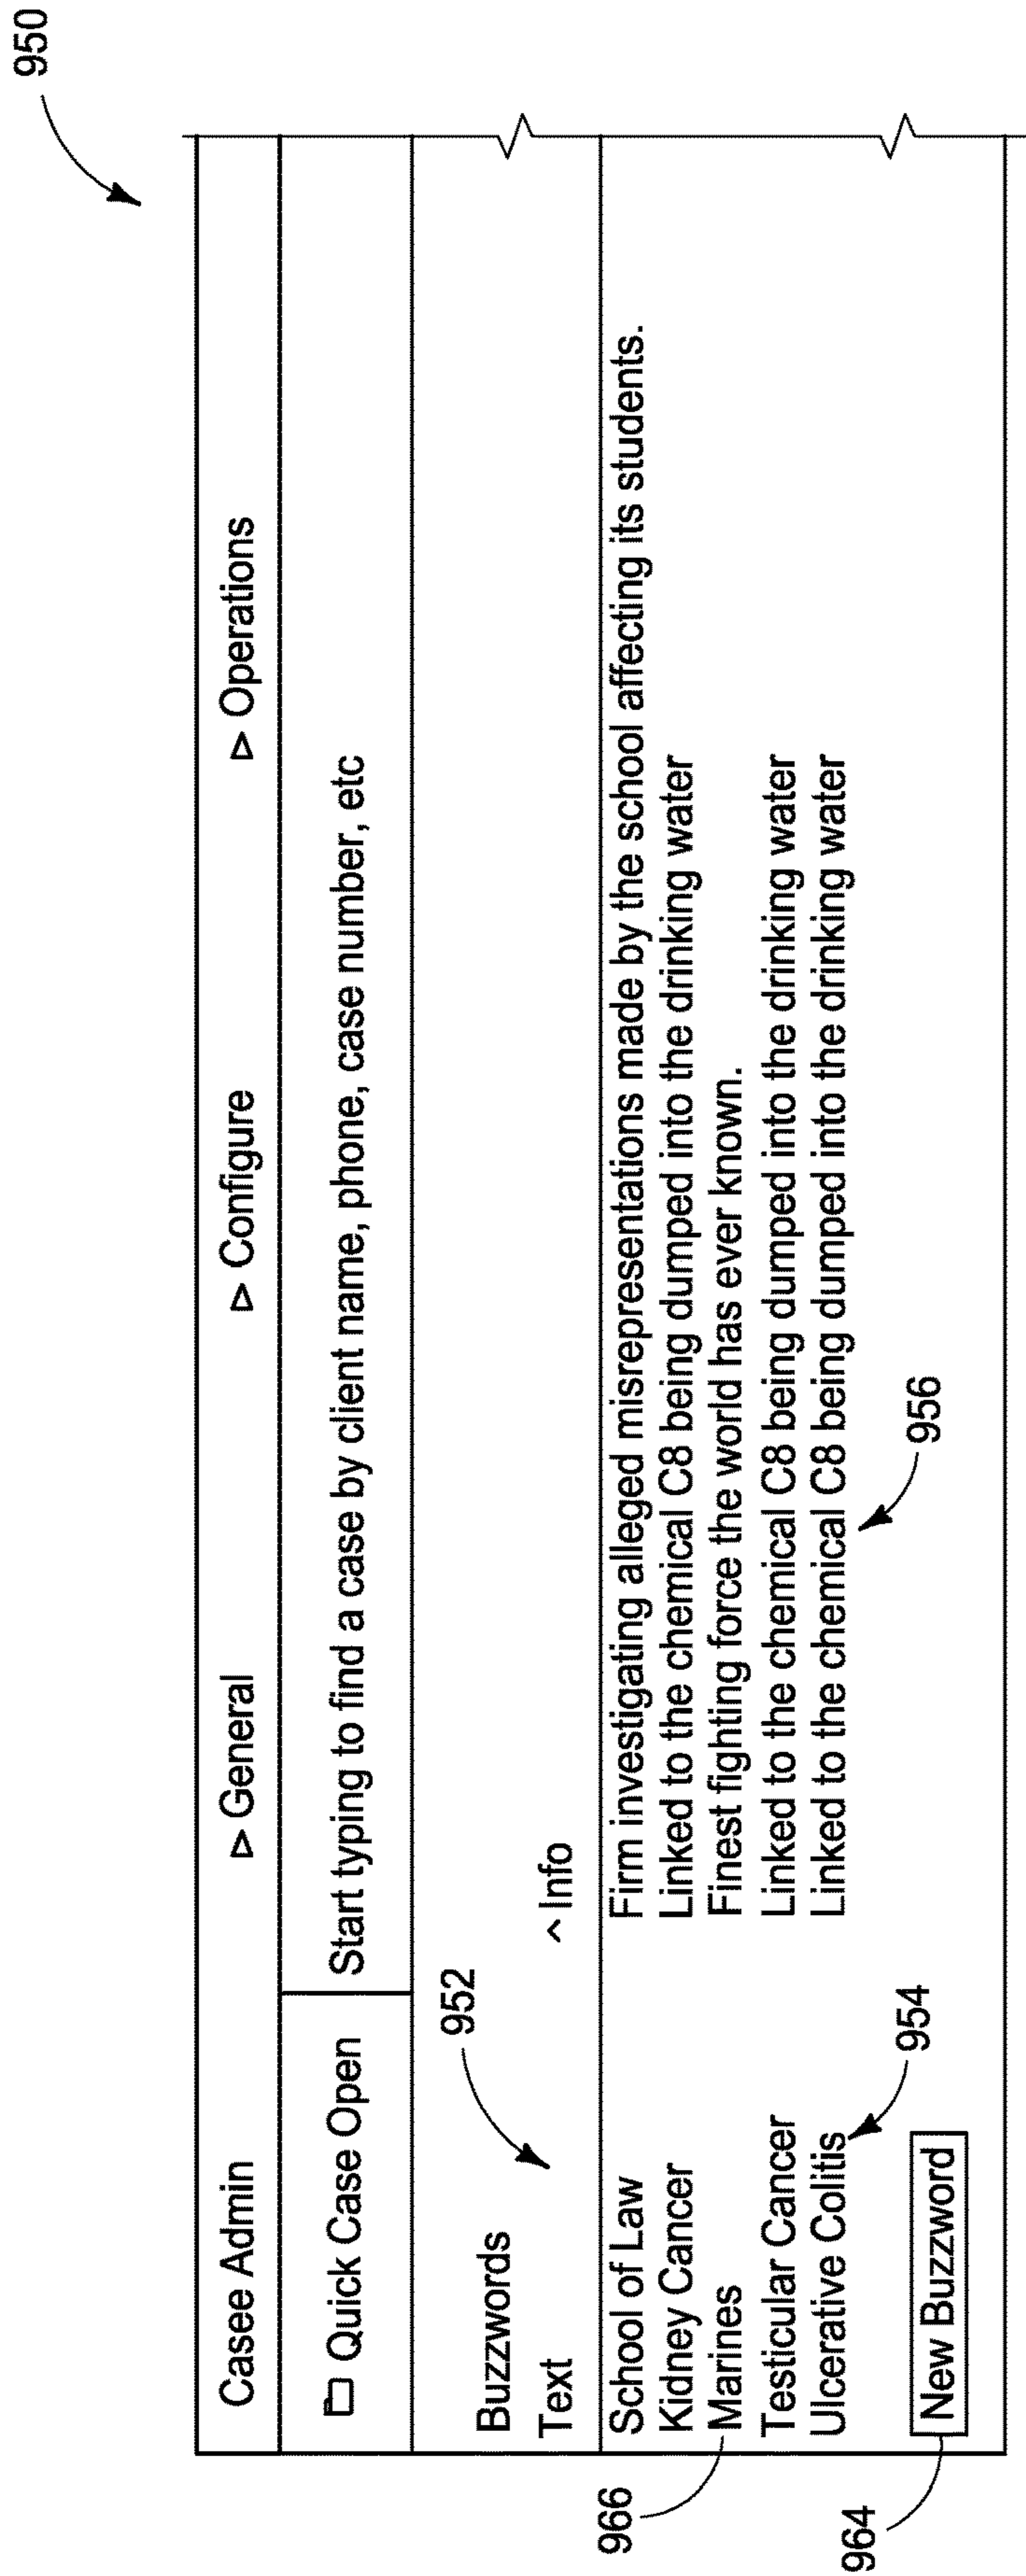 950
Casee Admin ▷ General ▷ Configure ▷ Operations
Quick Case Open Start typing to find a case by client name, phone, case number, etc
952
Buzzwords
Text ^ Info
School of Law Firm investigating alleged misrepresentations made by the school affecting its students.
Kidney Cancer Linked to the chemical C8 being dumped into the drinking water
966 Marines Finest fighting force the world has ever known.
Testicular Cancer Linked to the chemical C8 being dumped into the drinking water
Ulcerative Colitis Linked to the chemical C8 being dumped into the drinking water
954 956
964 New Buzzword